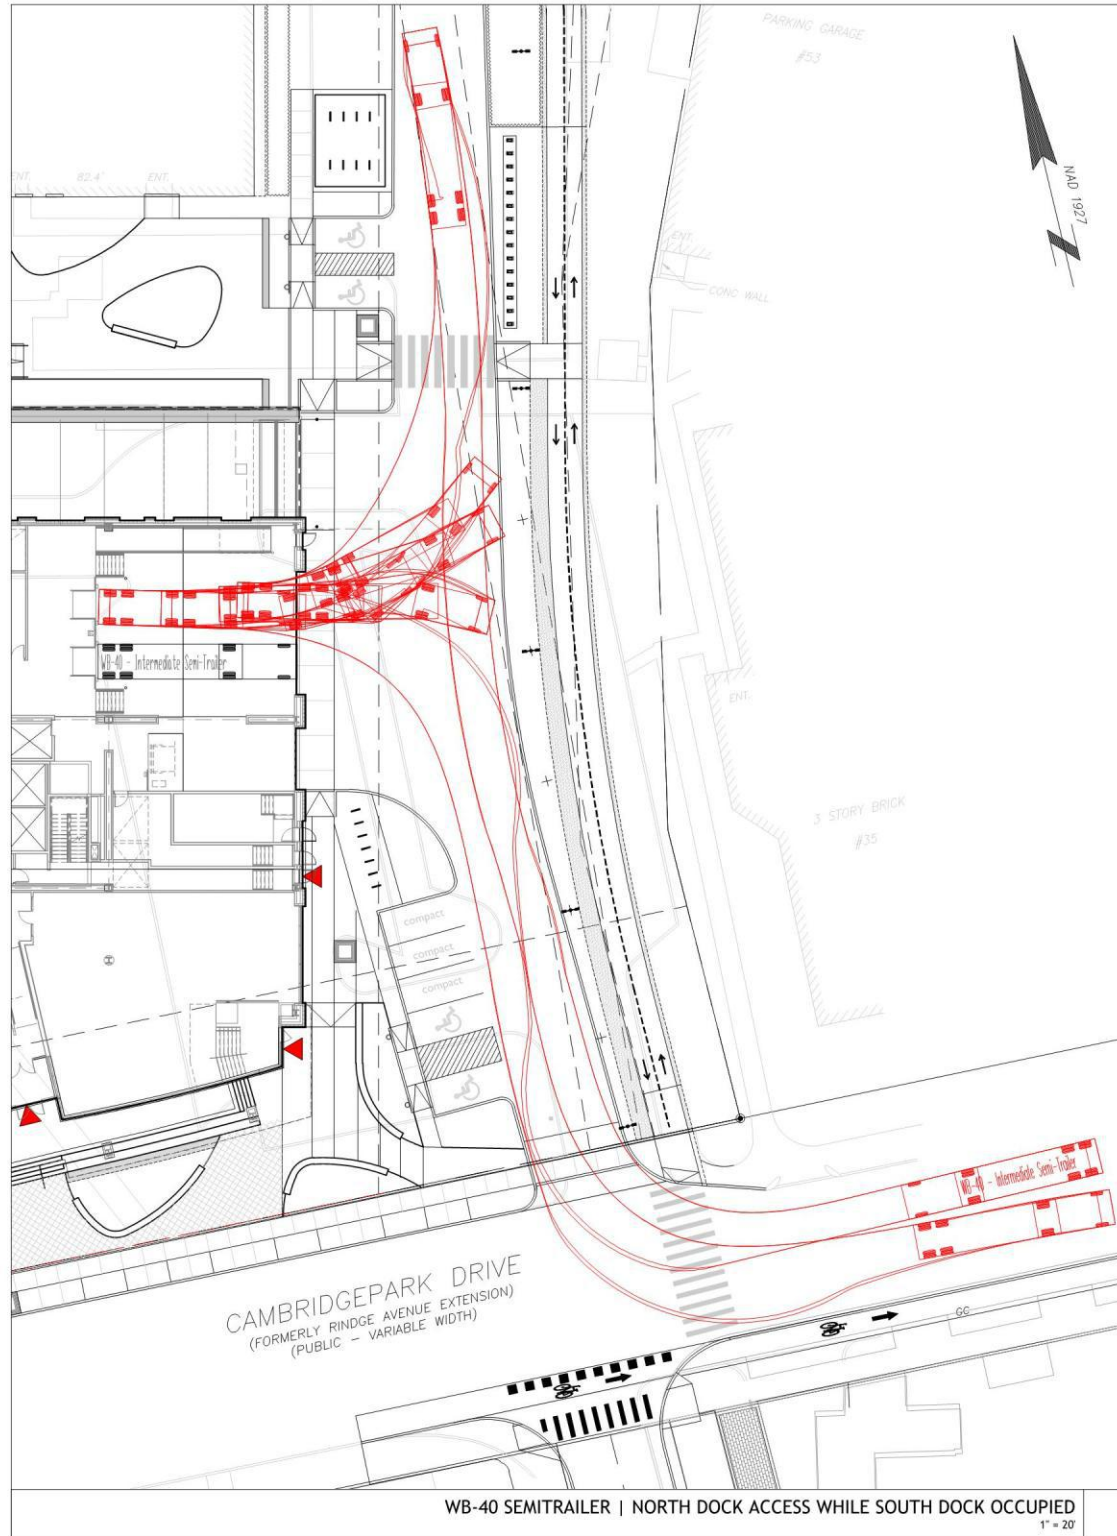 PARKING GARAGE
#53
NAD 1927
ENT.
82.4'
ENT.
ENT.
CONC WALL
WB-40 - Intermediate Semi-Trailer
ENT.
3 STORY BRICK
#35
compact
compact
compact
WB-40 - Intermediate Semi-Trailer
CAMBRIDGEPARK DRIVE
(FORMERLY RINDGE AVENUE EXTENSION)
(PUBLIC - VARIABLE WIDTH)
GC
WB-40 SEMITRAILER | NORTH DOCK ACCESS WHILE SOUTH DOCK OCCUPIED
1" = 20'